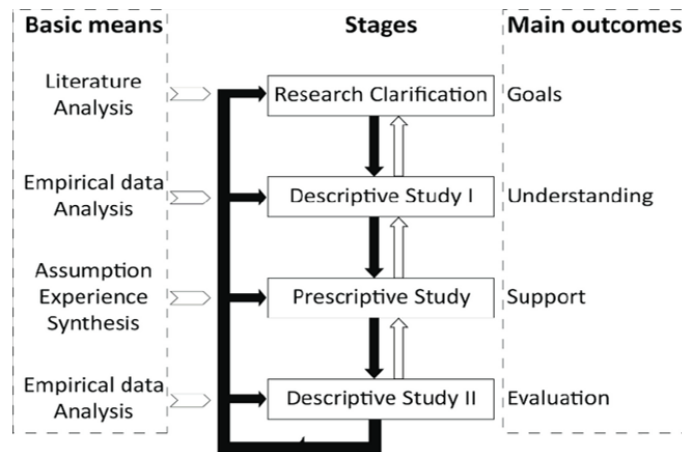 Basic means
Stages
Main outcomes
Literature
Analysis
Research Clarification
Goals
Empirical data
Analysis
Descriptive Study I
Understanding
Assumption
Experience
Synthesis
Prescriptive Study
Support
Empirical data
Analysis
Descriptive Study II
Evaluation